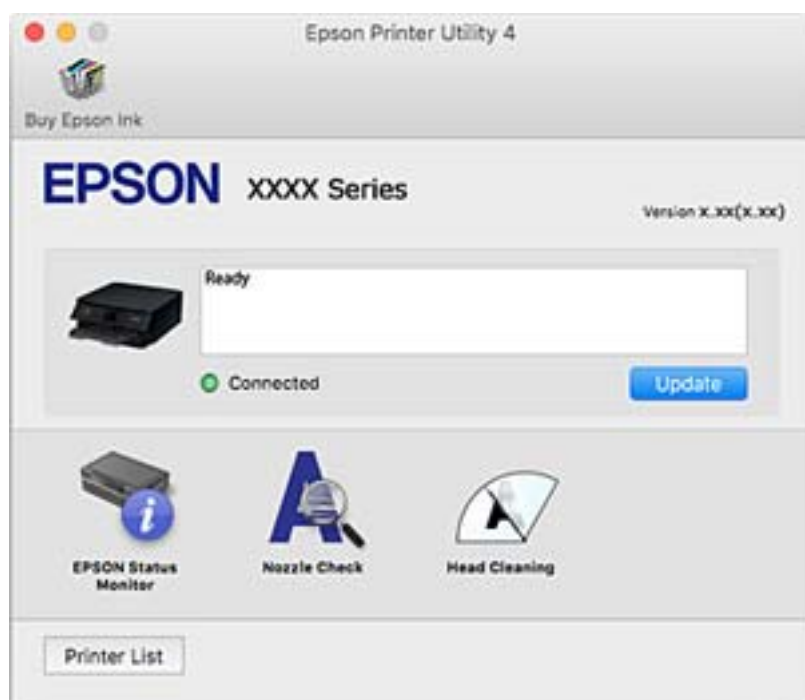 Epson Printer Utility 4
Buy Epson Ink
EPSON XXXX Series
Version x.xx(x.xx)
Ready
Connected
Update
EPSON Status
Monitor
Nozzle Check
Head Cleaning
Printer List